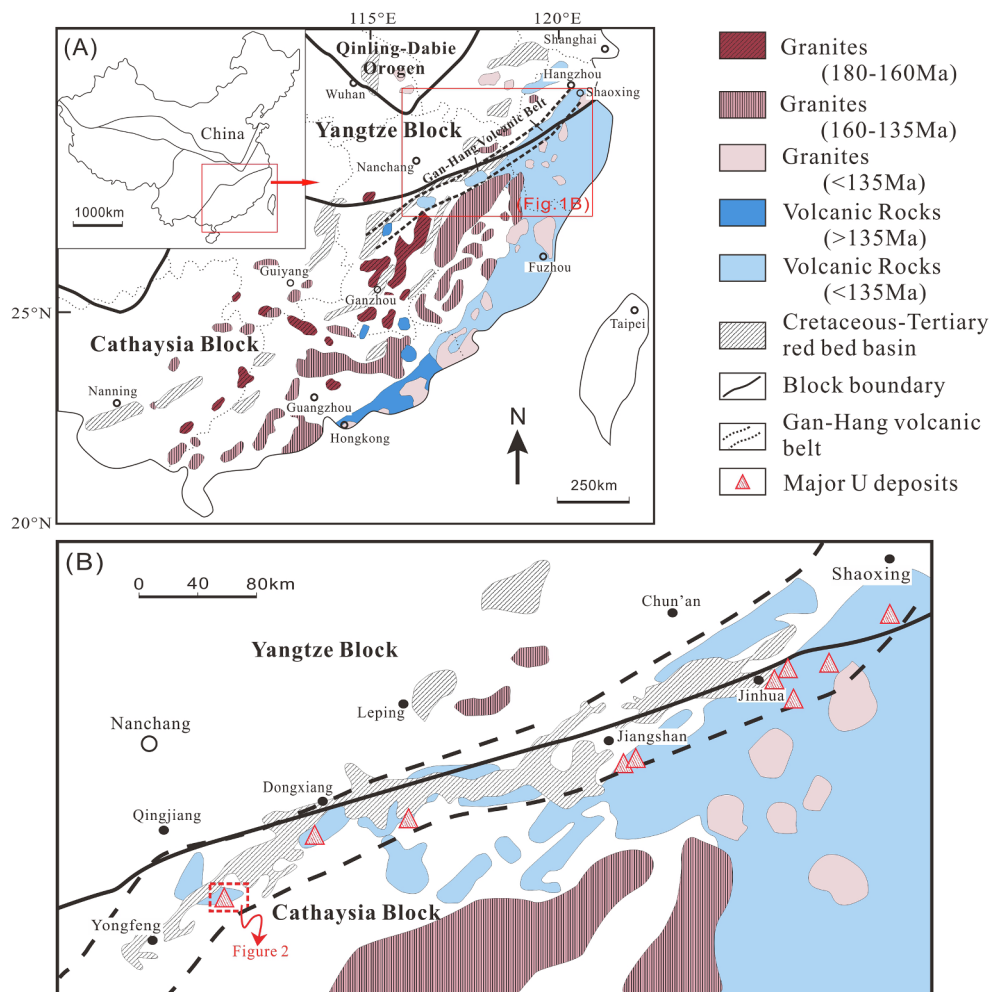 115°E
120°E
(A)
Qinling-Dabie
Orogen
Shanghai
Hangzhou
Wuhan
Shaoxing
China
Yangtze Block
Gan-Hang Volcanic Belt
Nanchang
1000km
(Fig.1B)
Guiyang
Fuzhou
Ganzhou
25°N
Taipei
Cathaysia Block
Nanning
Guangzhou
N
Hongkong
250km
20°N
Granites
(180-160Ma)
Granites
(160-135Ma)
Granites
(<135Ma)
Volcanic Rocks
(>135Ma)
Volcanic Rocks
(<135Ma)
Cretaceous-Tertiary
red bed basin
Block boundary
Gan-Hang volcanic
belt
Major U deposits
(B)
0 40 80km
Shaoxing
Chun'an
Yangtze Block
Jinhua
Leping
Nanchang
Jiangshan
Dongxiang
Qingjiang
Cathaysia Block
Yongfeng
Figure 2